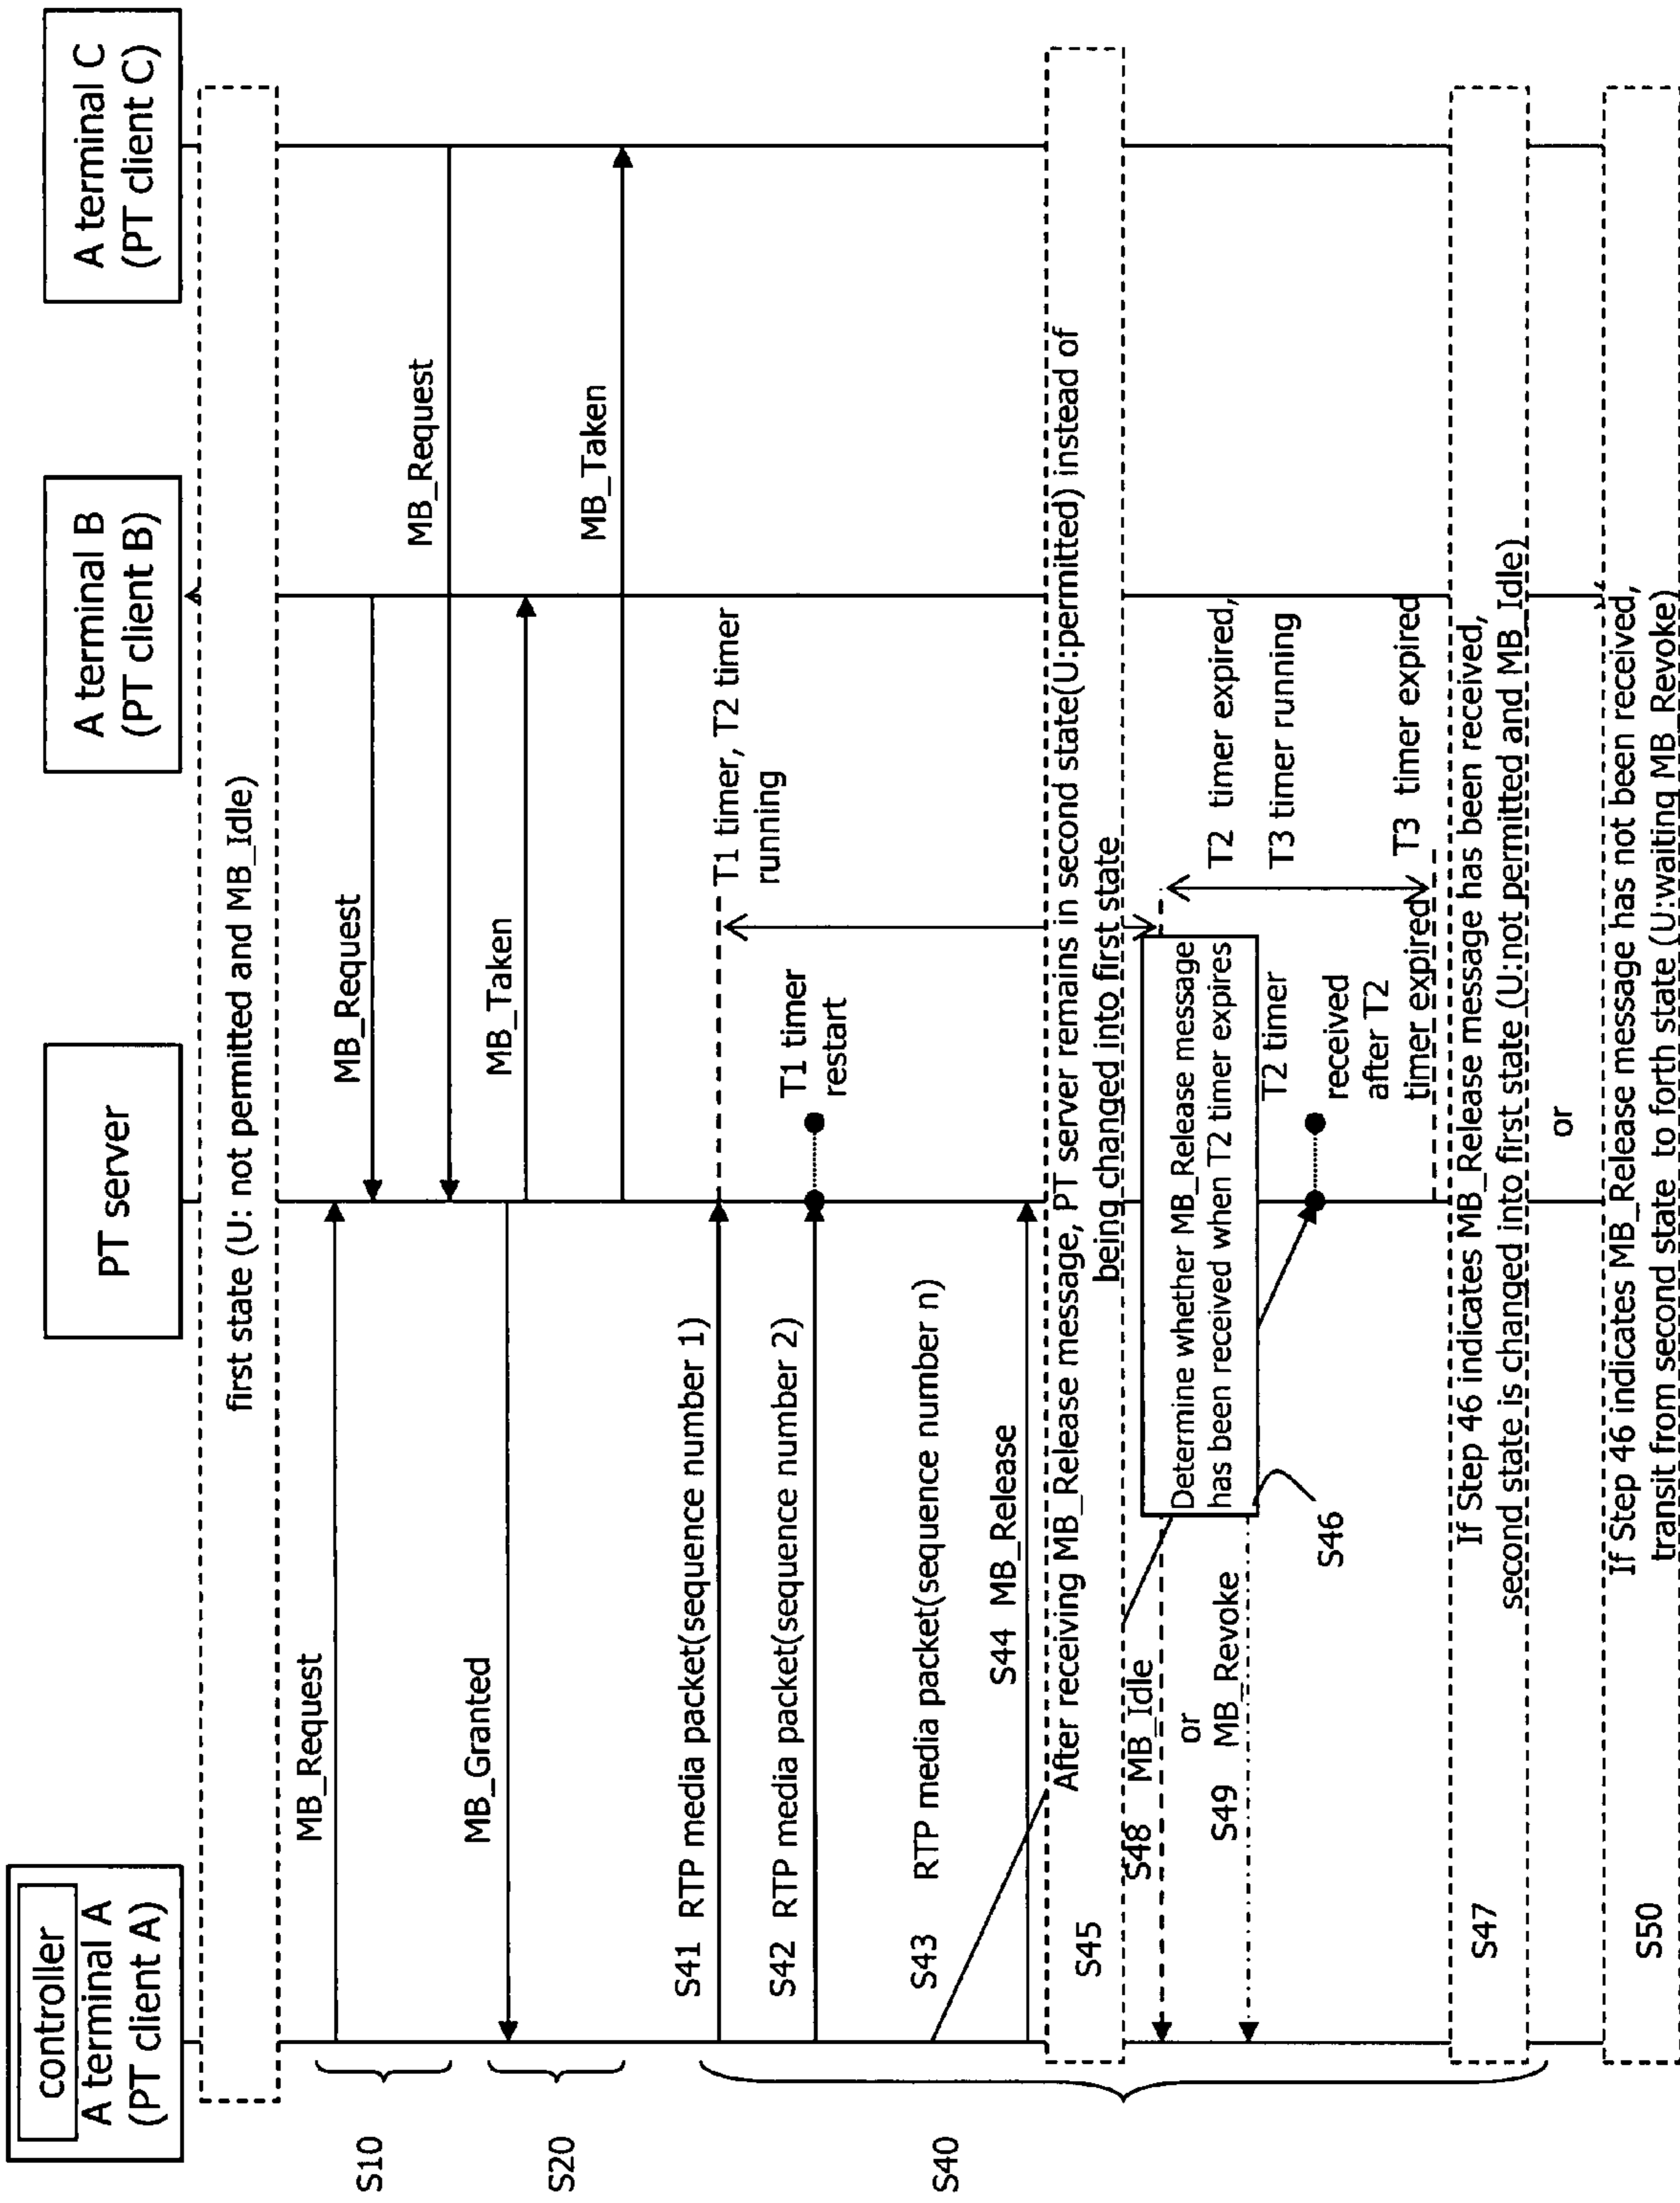 controller
A terminal A
(PT client A)
PT server
A terminal B
(PT client B)
A terminal C
(PT client C)
first state (U: not permitted and MB_Idle)
S10
MB_Request
MB_Request
MB_Request
S20
MB_Granted
MB_Taken
MB_Taken
S40
S41 RTP media packet(sequence number 1)
T1 timer, T2 timer
running
S42 RTP media packet(sequence number 2)
T1 timer
restart
S43 RTP media packet(sequence number n)
S44 MB_Release
S45
After receiving MB_Release message, PT server remains in second state(U:permitted) instead of
being changed into first state
S48 MB_Idle
or
S49 MB_Revoke
Determine whether MB_Release message
has been received when T2 timer expires
S46
T2 timer expired,
T3 timer running
T2 timer
received
after T2
timer expired
T3 timer expired
S47
If Step 46 indicates MB_Release message has been received,
second state is changed into first state (U:not permitted and MB_Idle)
or
S50
If Step 46 indicates MB_Release message has not been received,
transit from second state to forth state (U:waiting MB_Revoke)